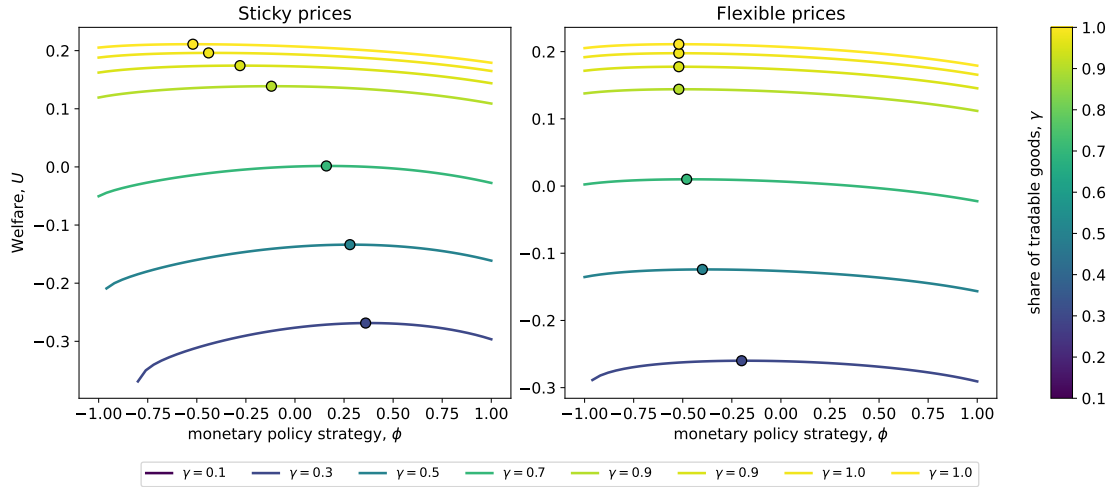 Sticky prices
Flexible prices
Welfare, U
0.2
0.1
0.0
−0.1
−0.2
−0.3
−1.00 −0.75 −0.50 −0.25 0.00 0.25 0.50 0.75 1.00
monetary policy strategy, ϕ
0.2
0.1
0.0
−0.1
−0.2
−0.3
−1.00 −0.75 −0.50 −0.25 0.00 0.25 0.50 0.75 1.00
monetary policy strategy, ϕ
share of tradable goods, γ
1.0
0.9
0.8
0.7
0.6
0.5
0.4
0.3
0.2
0.1
γ = 0.1 γ = 0.3 γ = 0.5 γ = 0.7 γ = 0.9 γ = 0.9 γ = 1.0 γ = 1.0